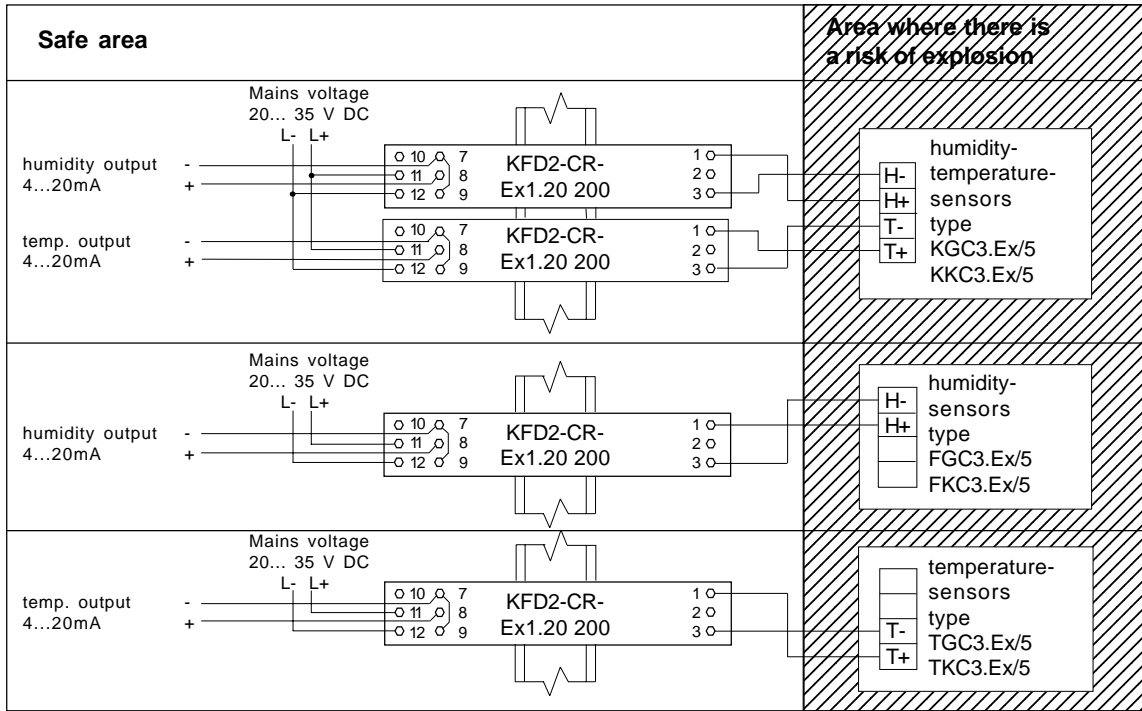 Safe area
Area where there is
a risk of explosion
Mains voltage
20... 35 V DC
L- L+
humidity output -
4...20mA +
10 7
11 8
12 9
KFD2-CR-
Ex1.20 200
1
2
3
temp. output -
4...20mA +
10 7
11 8
12 9
KFD2-CR-
Ex1.20 200
1
2
3
H-
H+
T-
T+
humidity-
temperature-
sensors
type
KGC3.Ex/5
KKC3.Ex/5
Mains voltage
20... 35 V DC
L- L+
humidity output -
4...20mA +
10 7
11 8
12 9
KFD2-CR-
Ex1.20 200
1
2
3
H-
H+
humidity-
sensors
type
FGC3.Ex/5
FKC3.Ex/5
Mains voltage
20... 35 V DC
L- L+
temp. output -
4...20mA +
10 7
11 8
12 9
KFD2-CR-
Ex1.20 200
1
2
3
T-
T+
temperature-
sensors
type
TGC3.Ex/5
TKC3.Ex/5